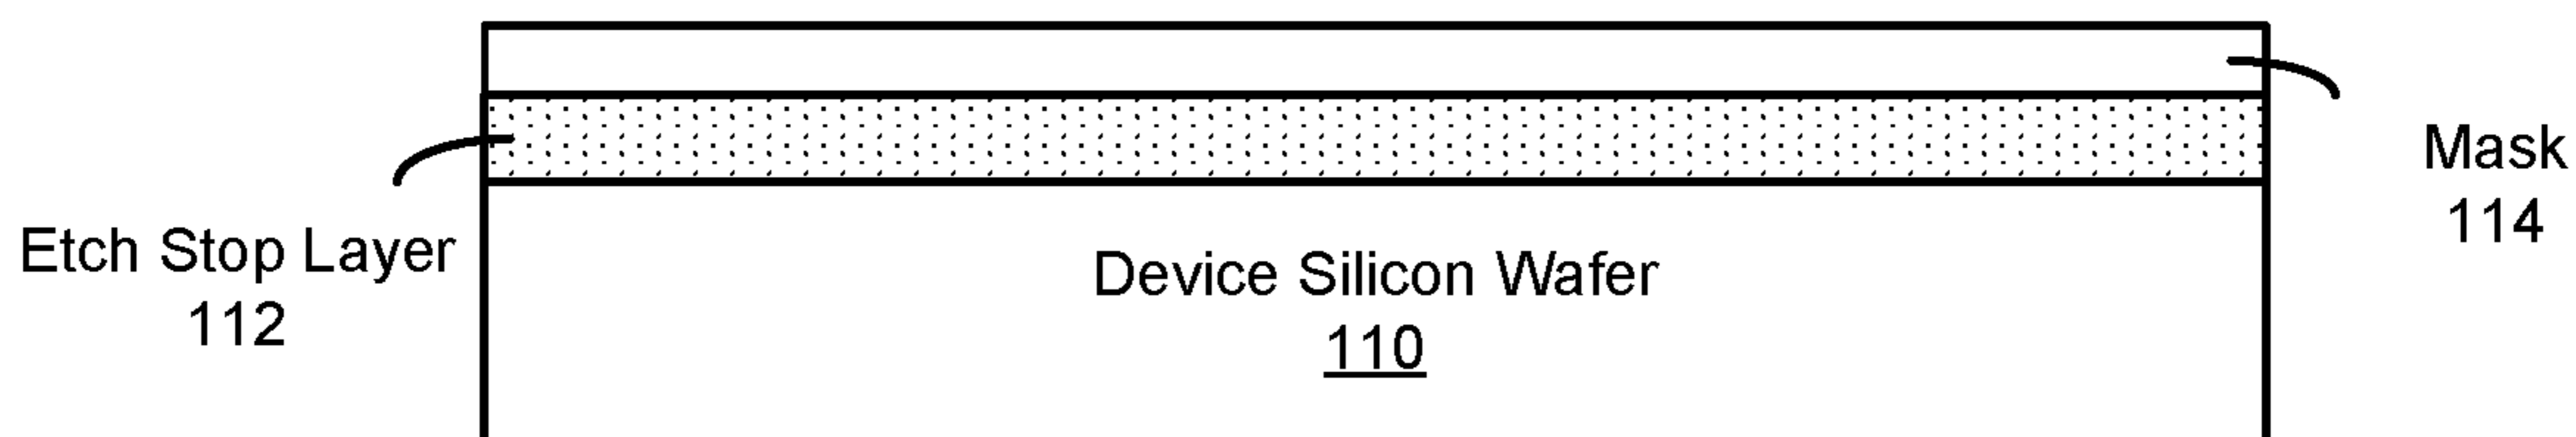 Mask
114
Etch Stop Layer
112
Device Silicon Wafer
110